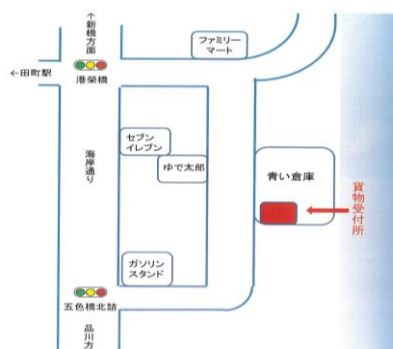 ↑新橋方面
ファミリー
マート
←田町駅
港栄橋
セブン
イレブン
ゆで太郎
海岸通り
青い倉庫
貨物受付所
ガソリン
スタンド
五色橋北詰
品川方